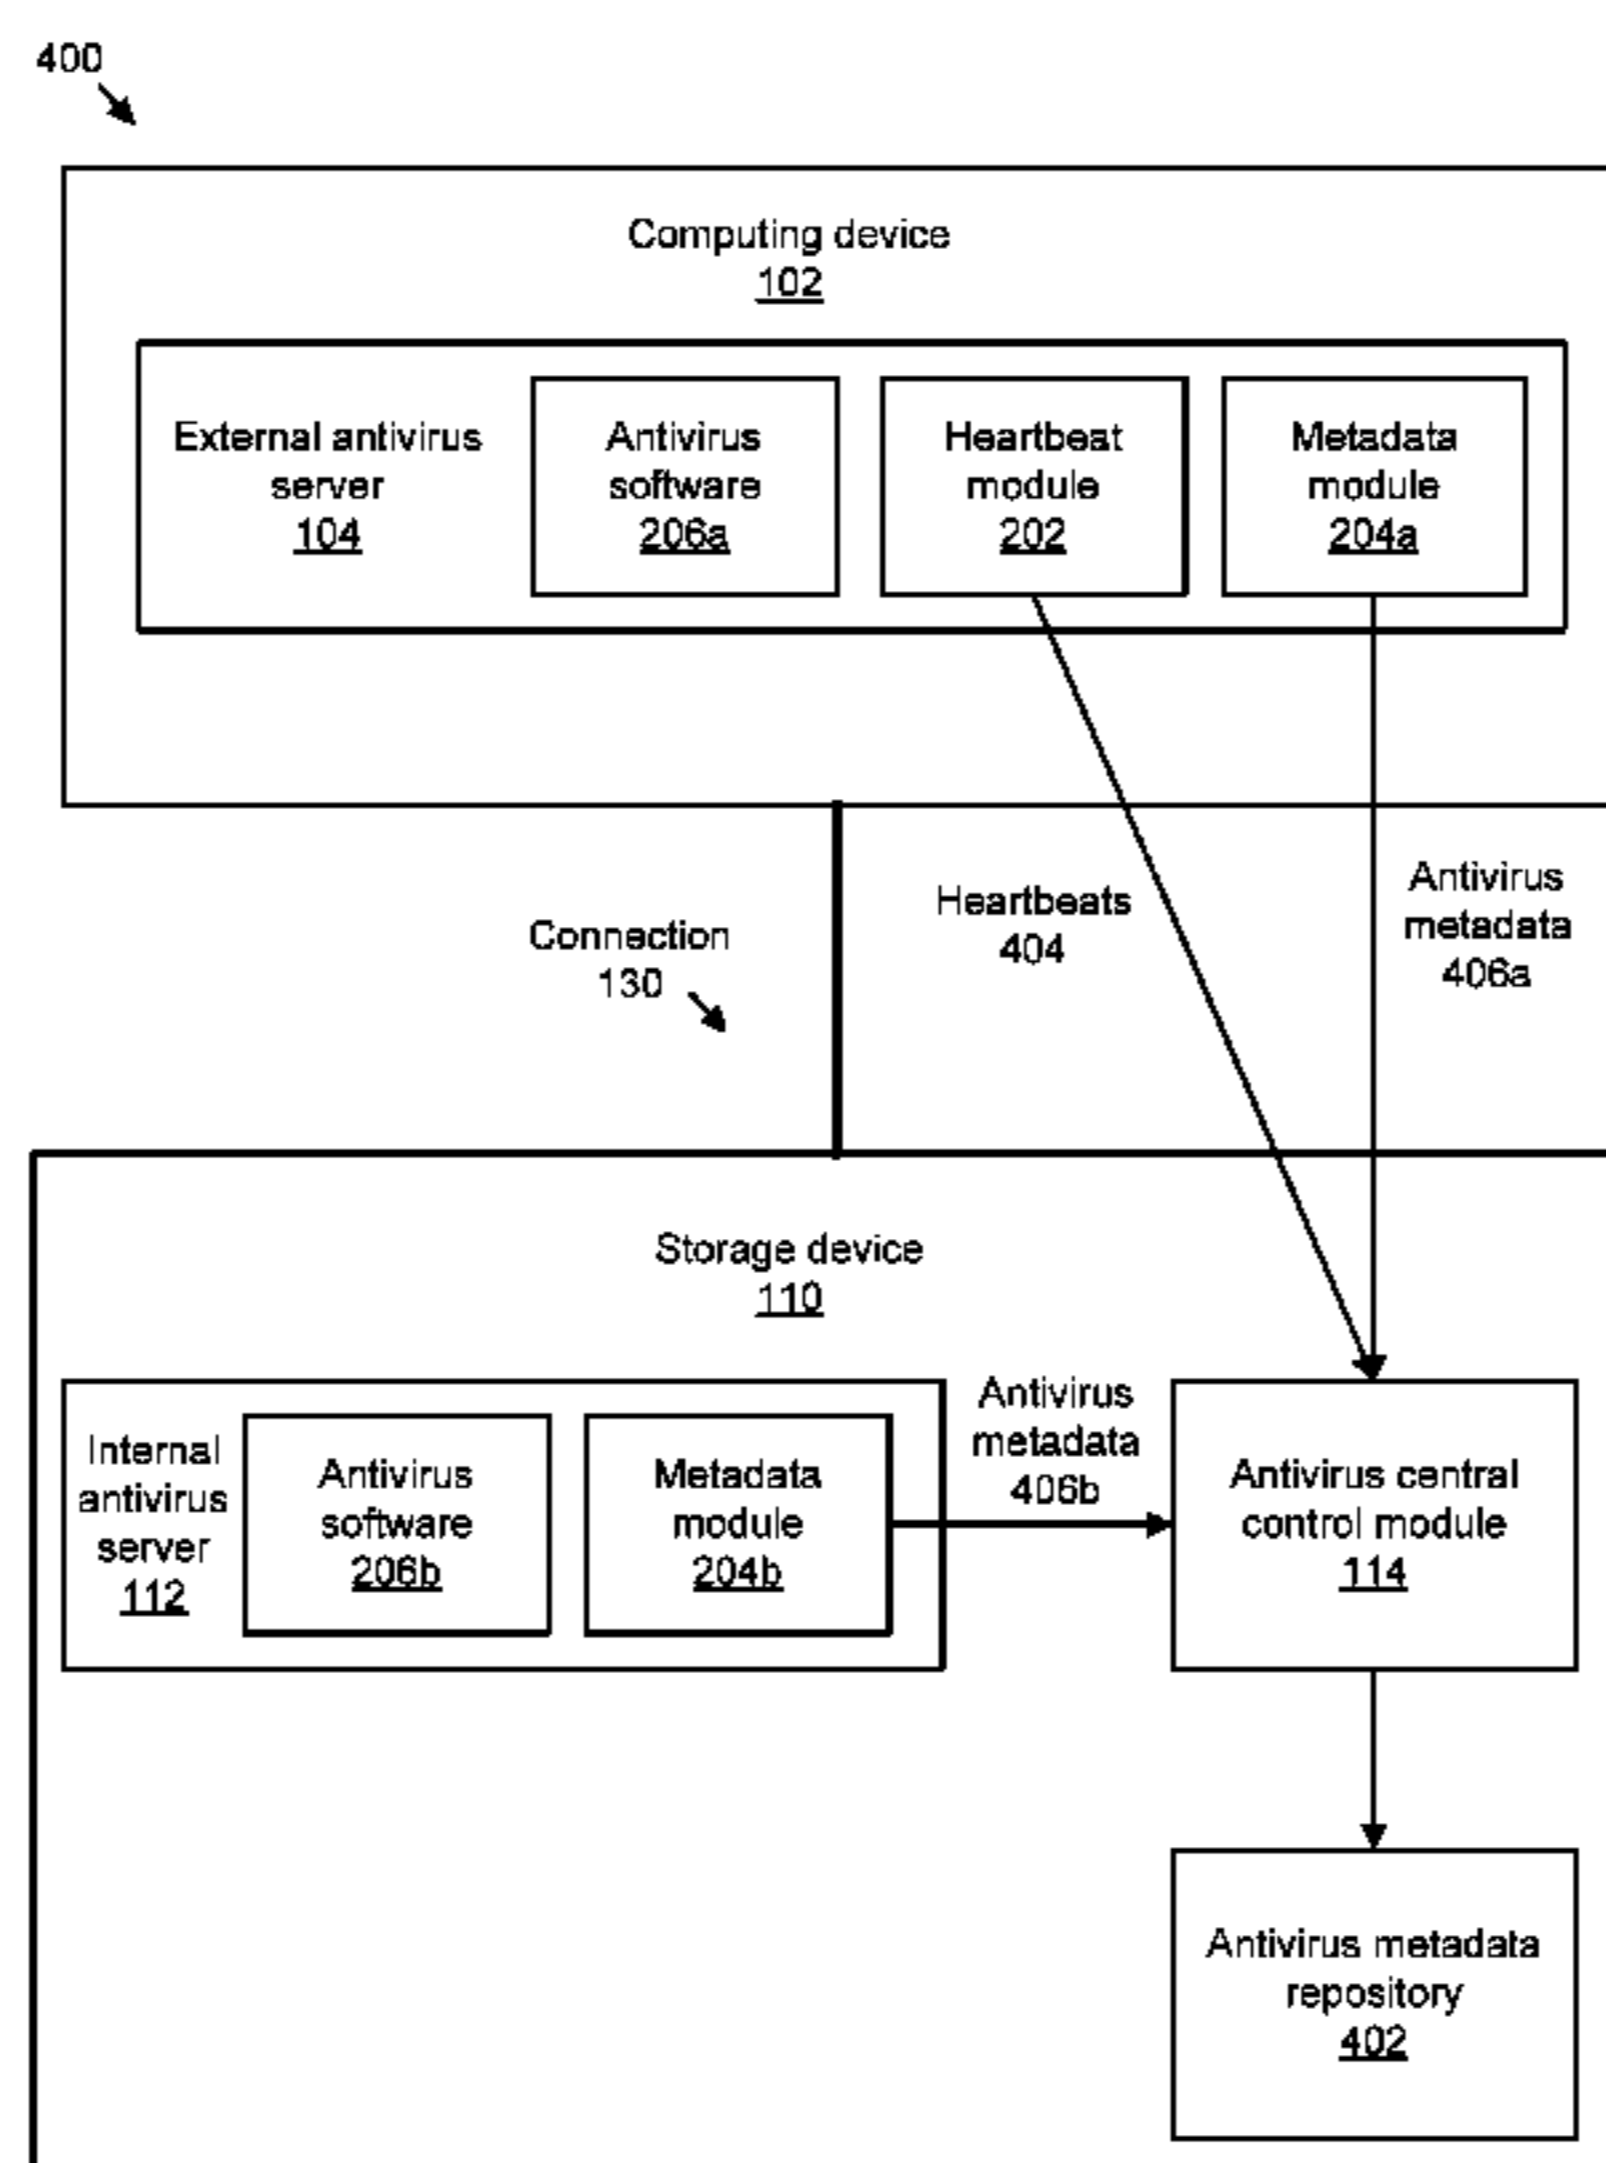 400
Computing device
102
External antivirus
server
104
Antivirus
software
206a
Heartbeat
module
202
Metadata
module
204a
Connection
130
Heartbeats
404
Antivirus
metadata
406a
Storage device
110
Internal
antivirus
server
112
Antivirus
software
206b
Metadata
module
204b
Antivirus
metadata
406b
Antivirus central
control module
114
Antivirus metadata
repository
402